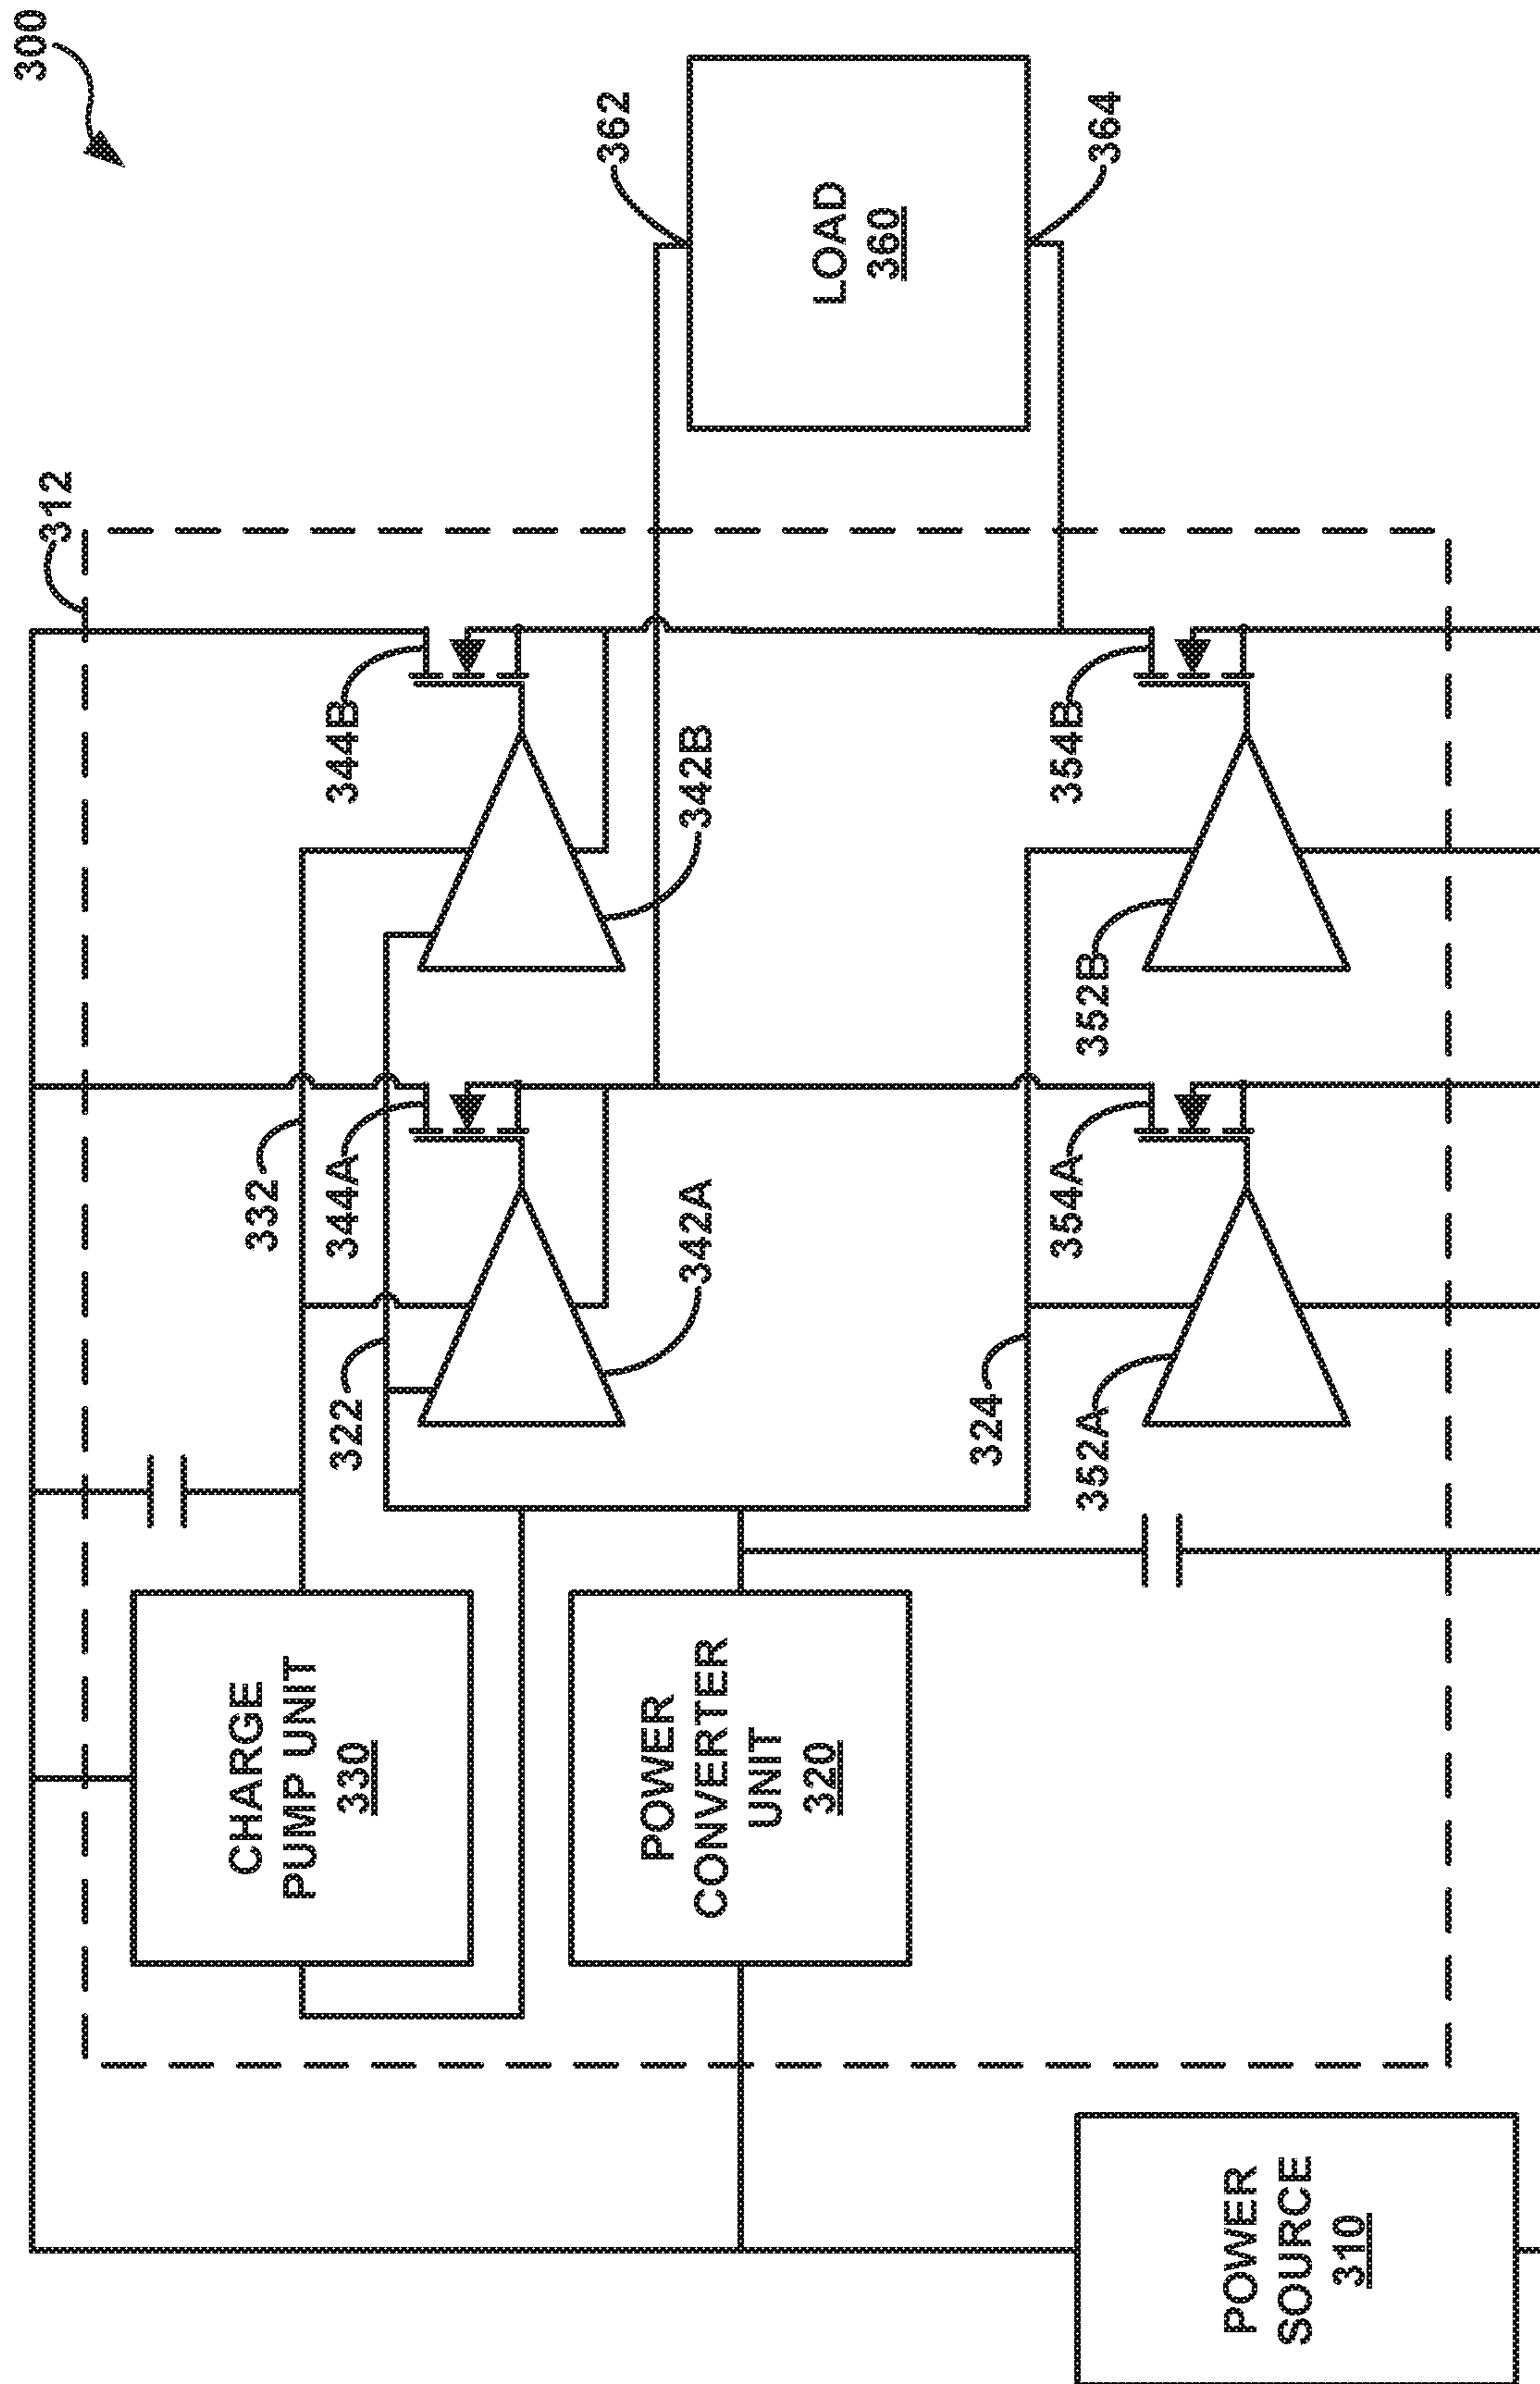 300
312
CHARGE
PUMP UNIT
330
332
322
344A
344B
342A
342B
362
LOAD
360
364
POWER
CONVERTER
UNIT
320
324
352A
354A
352B
354B
POWER
SOURCE
310